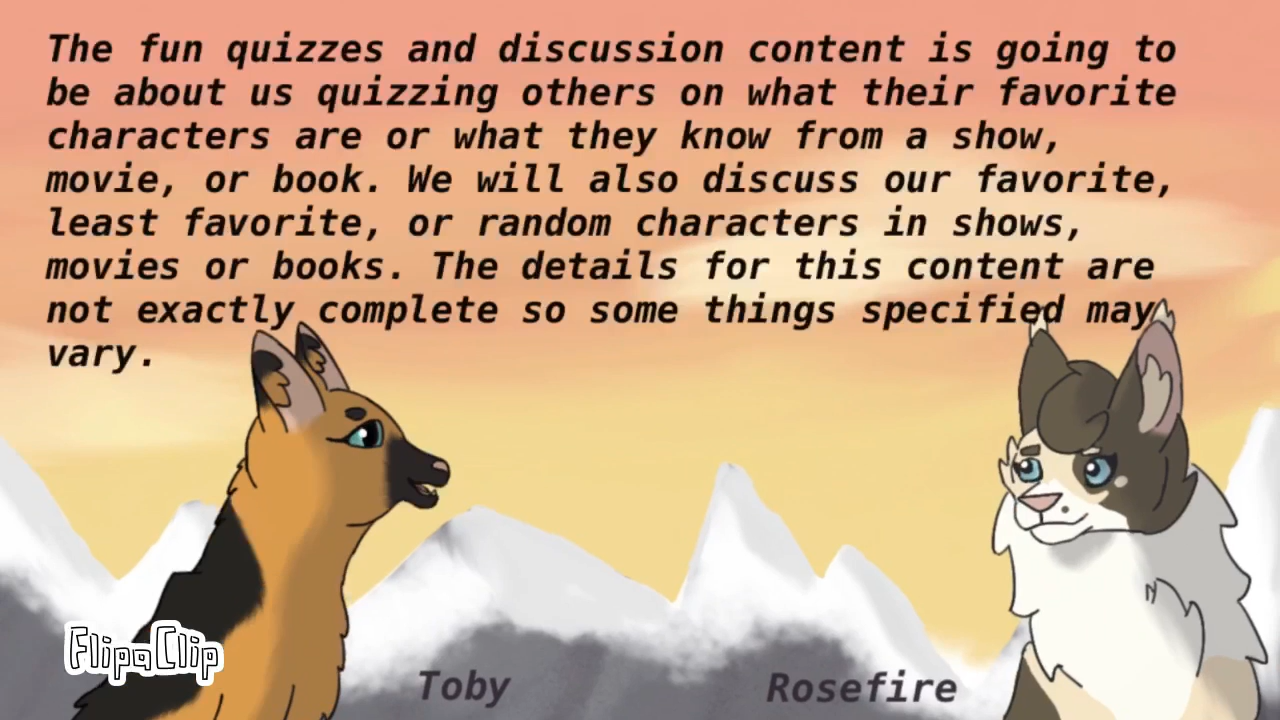 The fun quizzes and discussion content is going to
be about us quizzing others on what their favorite
characters are or what they know from a show,
movie, or book. We will also discuss our favorite,
least favorite, or random characters in shows,
movies or books. The details for this content are
not exactly complete so some things specified may
vary.
FlipaClip
Toby
Rosefire